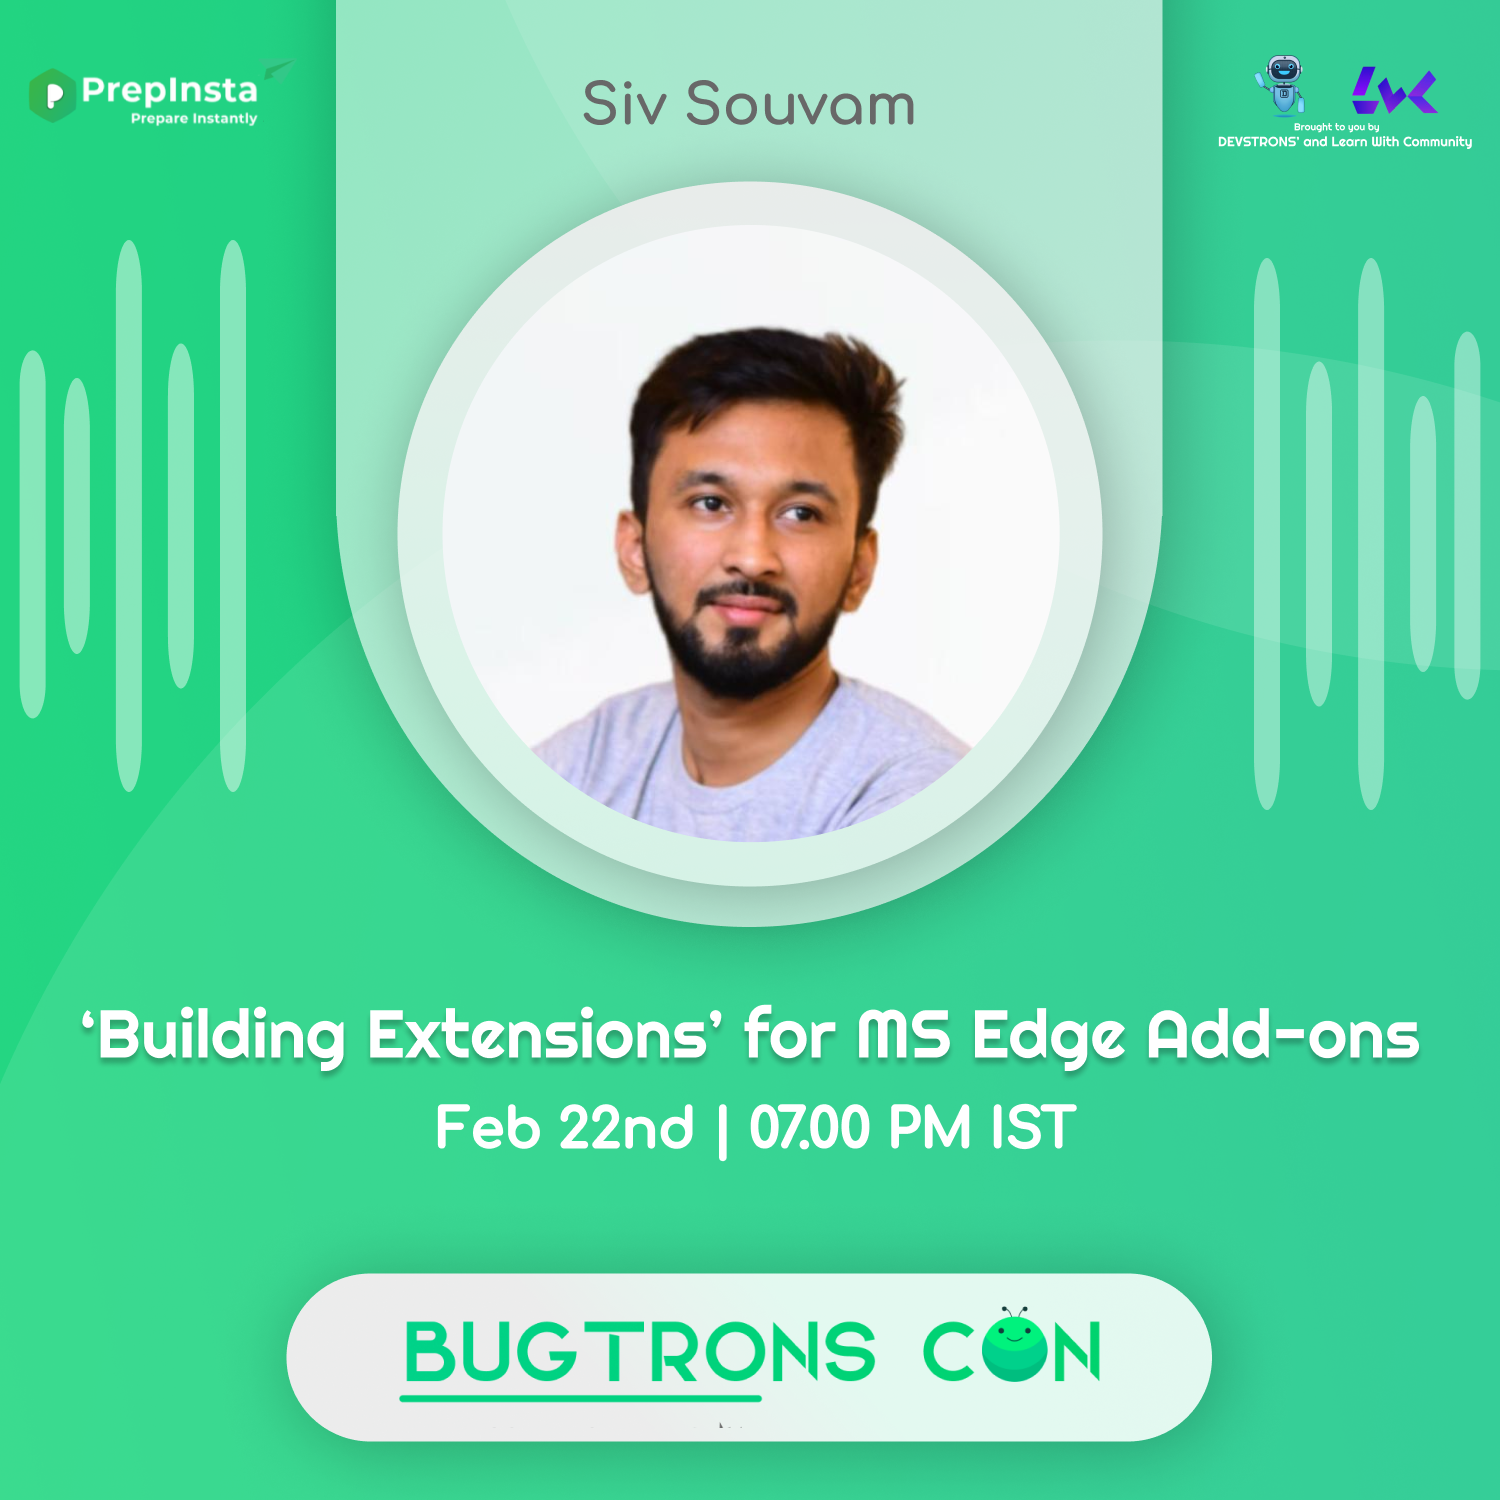 PrepInsta
Prepare Instantly
Siv Souvam
Brought to you by
DEVSTRONS' and Learn With Community
‘Building Extensions’ for MS Edge Add-ons
Feb 22nd | 07.00 PM IST
BUGTRONS CON